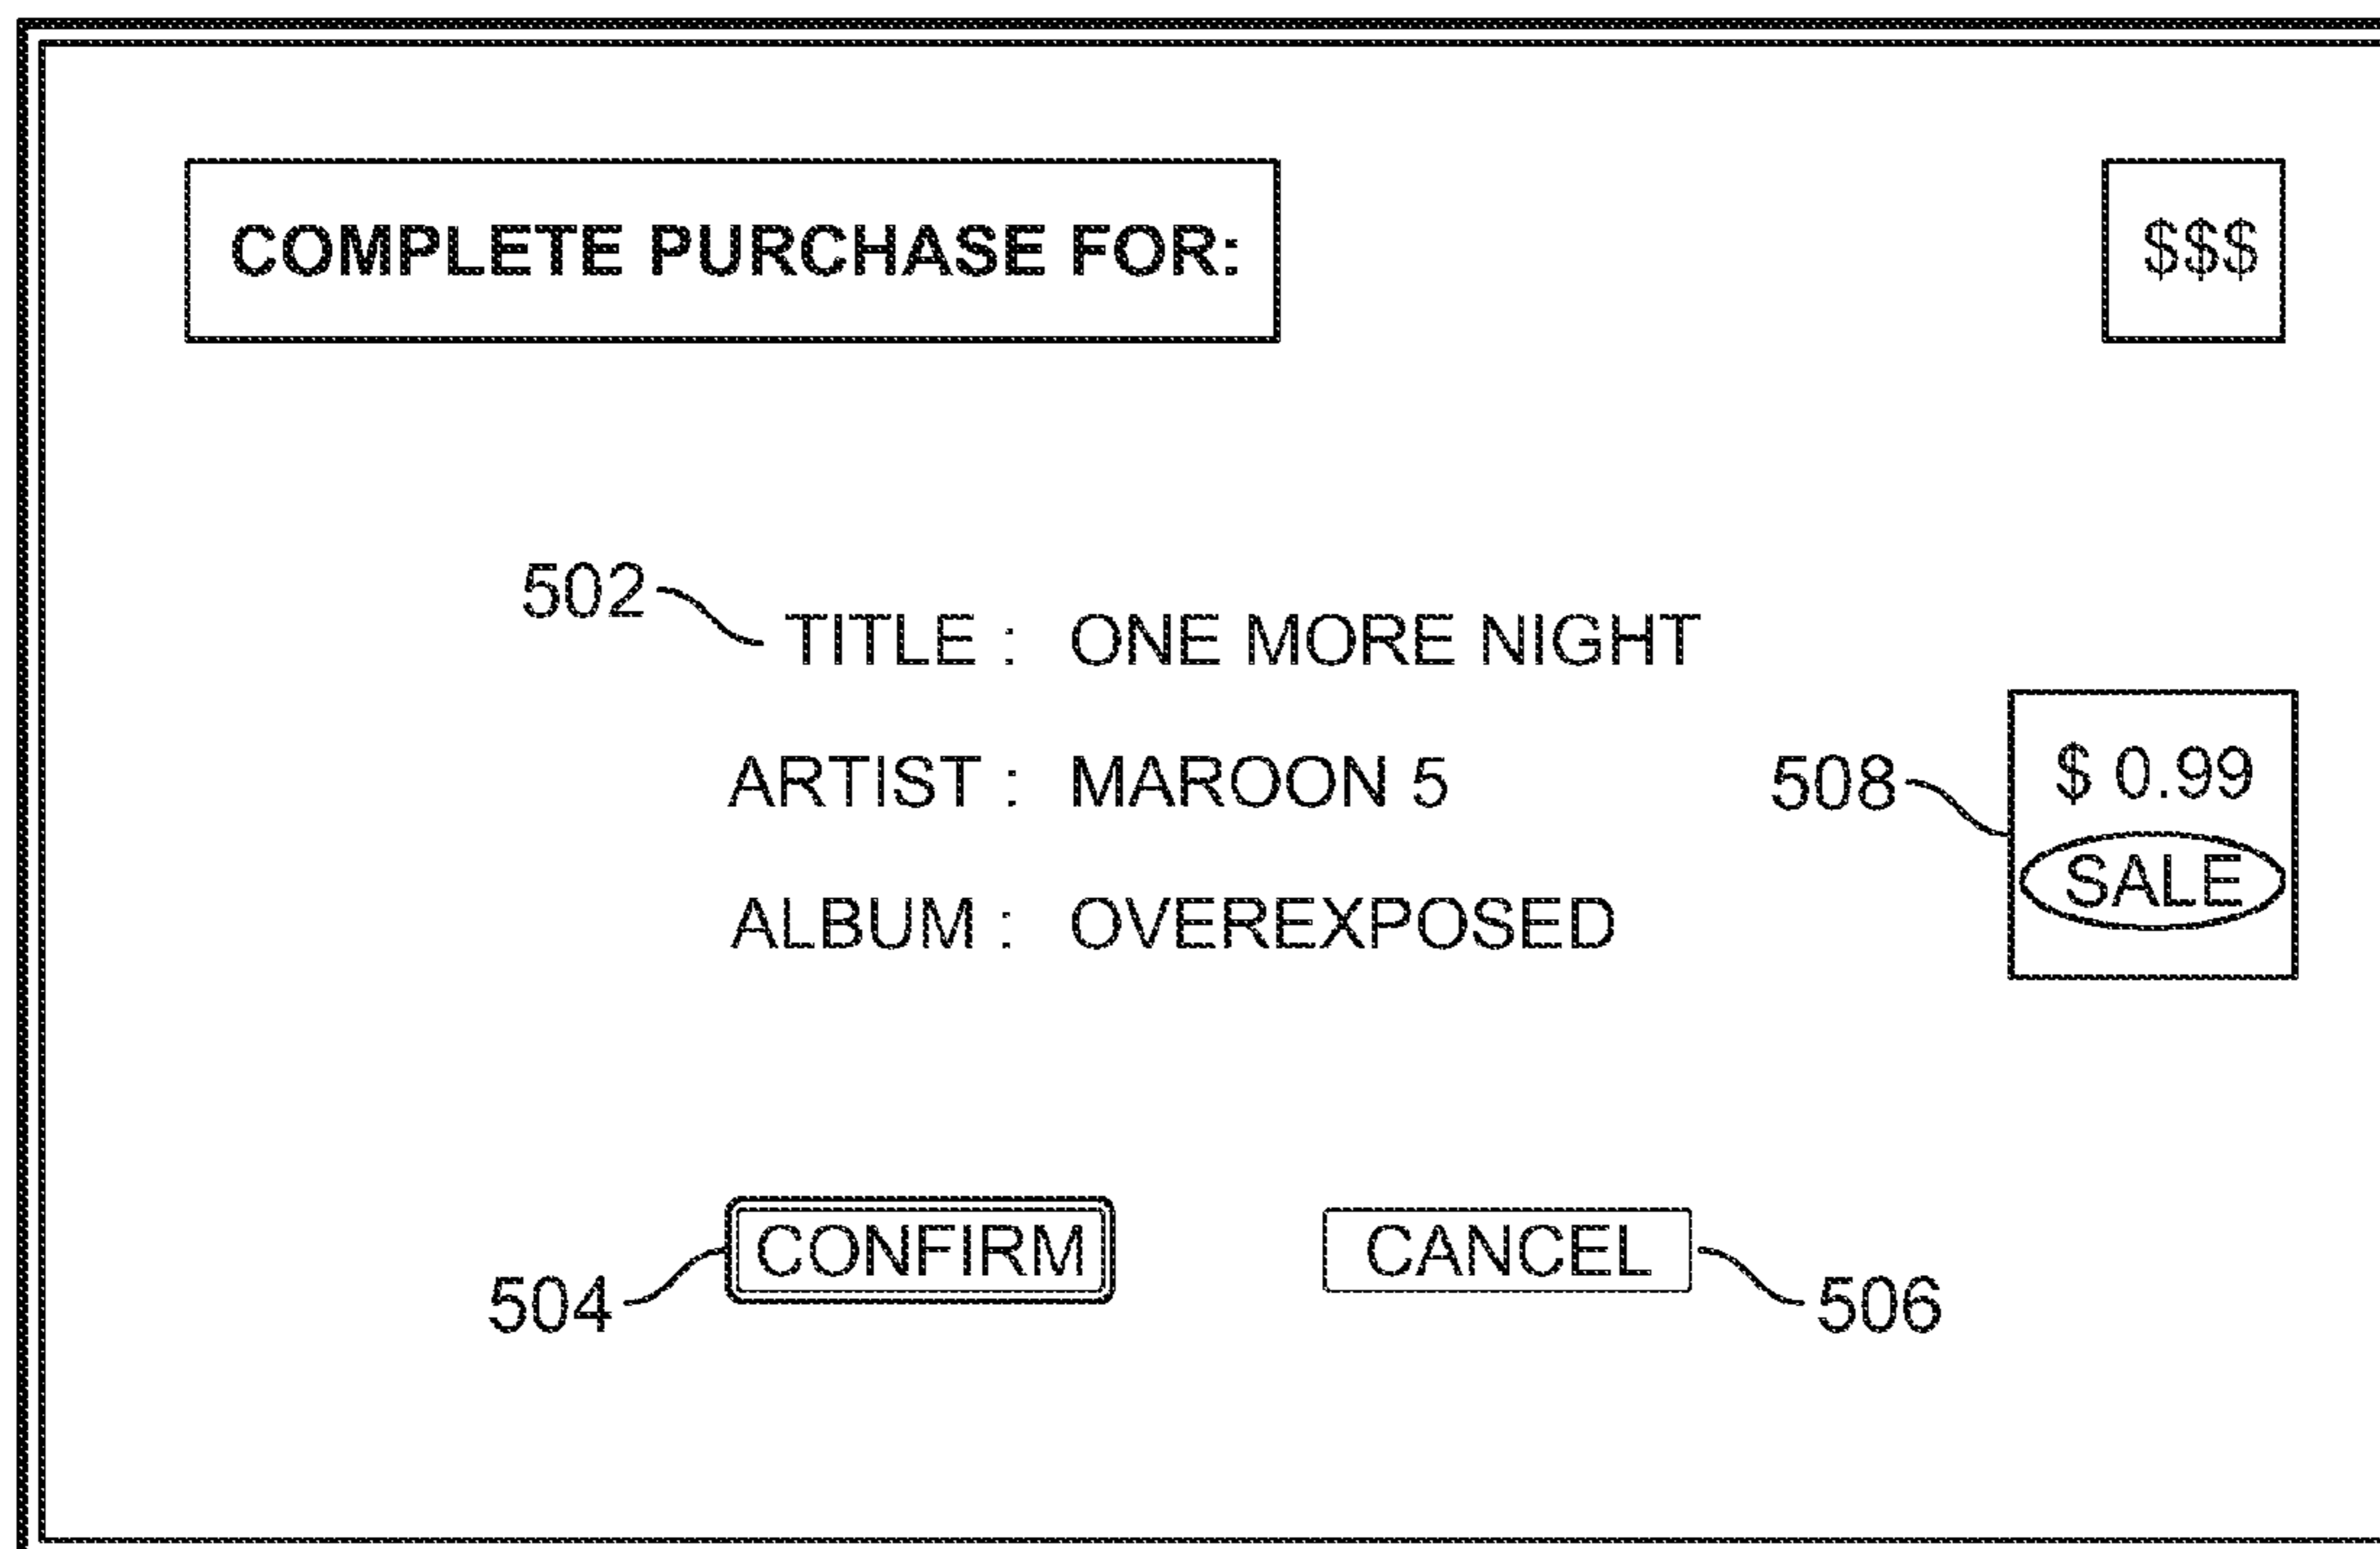 COMPLETE PURCHASE FOR:
$$$
502
TITLE : ONE MORE NIGHT
ARTIST : MAROON 5
ALBUM : OVEREXPOSED
508
$ 0.99
SALE
504
CONFIRM
CANCEL
506